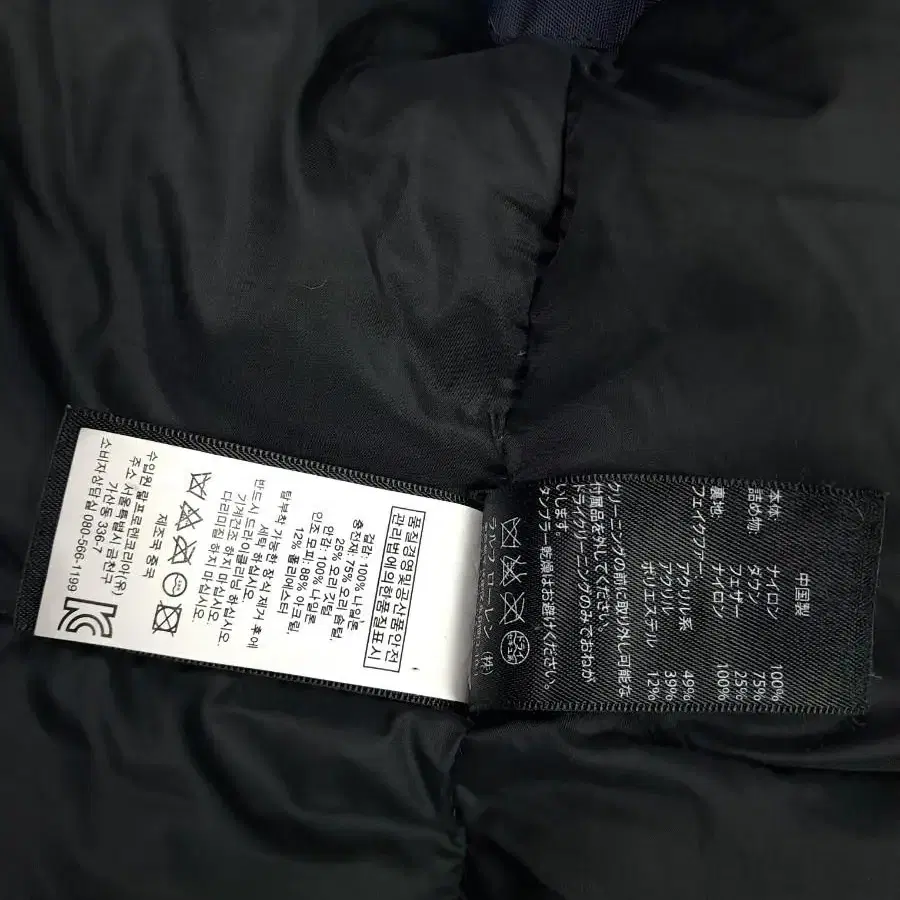 품질경영및공산품안전
관리법에의한품질표시
겉감: 100% 나일론
충전재: 75% 오리솜털,
25% 오리깃털
안감: 100% 나일론
인조 모피: 88% 아크릴,
12% 폴리에스터
탈부착 가능한 장식 제거 후에
세탁 하십시오.
반드시 드라이클리닝 하십시오.
기계건조 하지 마십시오.
다리미질 하지 마십시오.
제조국 중국
수입원 랄프로렌코리아(유)
주소 서울특별시 금천구
가산동 336-7
소비자상담실 080-566-1199
中国製
本体: ナイロン 100%
詰め物: ダウン 75%
フェザー 25%
裏地: ナイロン 100%
フェイクファー:
アクリル系 49%
アクリル 39%
ポリエステル 12%
クリーニングの前に取り外し可能な
付属品を外してください。
ドライクリーニングのみでおねが
いします。
タンブラー乾燥はお避けください。
ラルフ ローレン (株)